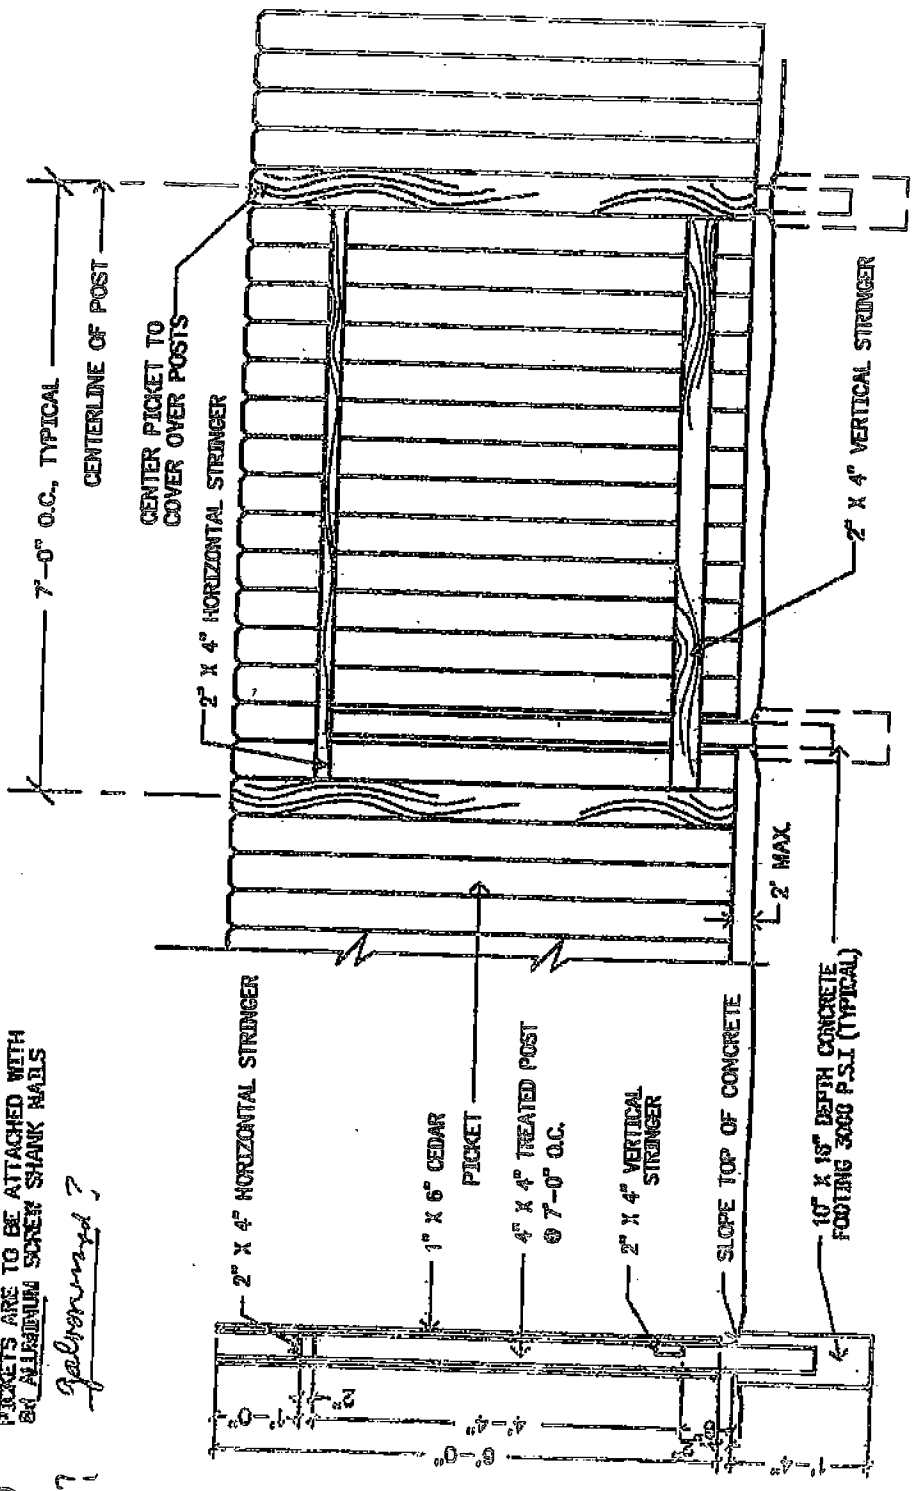 PICKETS ARE TO BE ATTACHED WITH
8d ALUMINUM SCREW SHANK NAILS
galvanized?
?
7'-0" O.C., TYPICAL
CENTERLINE OF POST
CENTER PICKET TO
COVER OVER POSTS
2" X 4" HORIZONTAL STRINGER
2" X 4" VERTICAL STRINGER
2" MAX.
2" X 4" HORIZONTAL STRINGER
1" X 6" CEDAR
PICKET
4" X 4" TREATED POST
@ 7'-0" O.C.
2" X 4" VERTICAL
STRINGER
SLOPE TOP OF CONCRETE
10" X 18" DEPTH CONCRETE
FOOTING 3000 P.S.I (TYPICAL)
1'-0"
2"
4'-4"
6'-0"
1'-4"